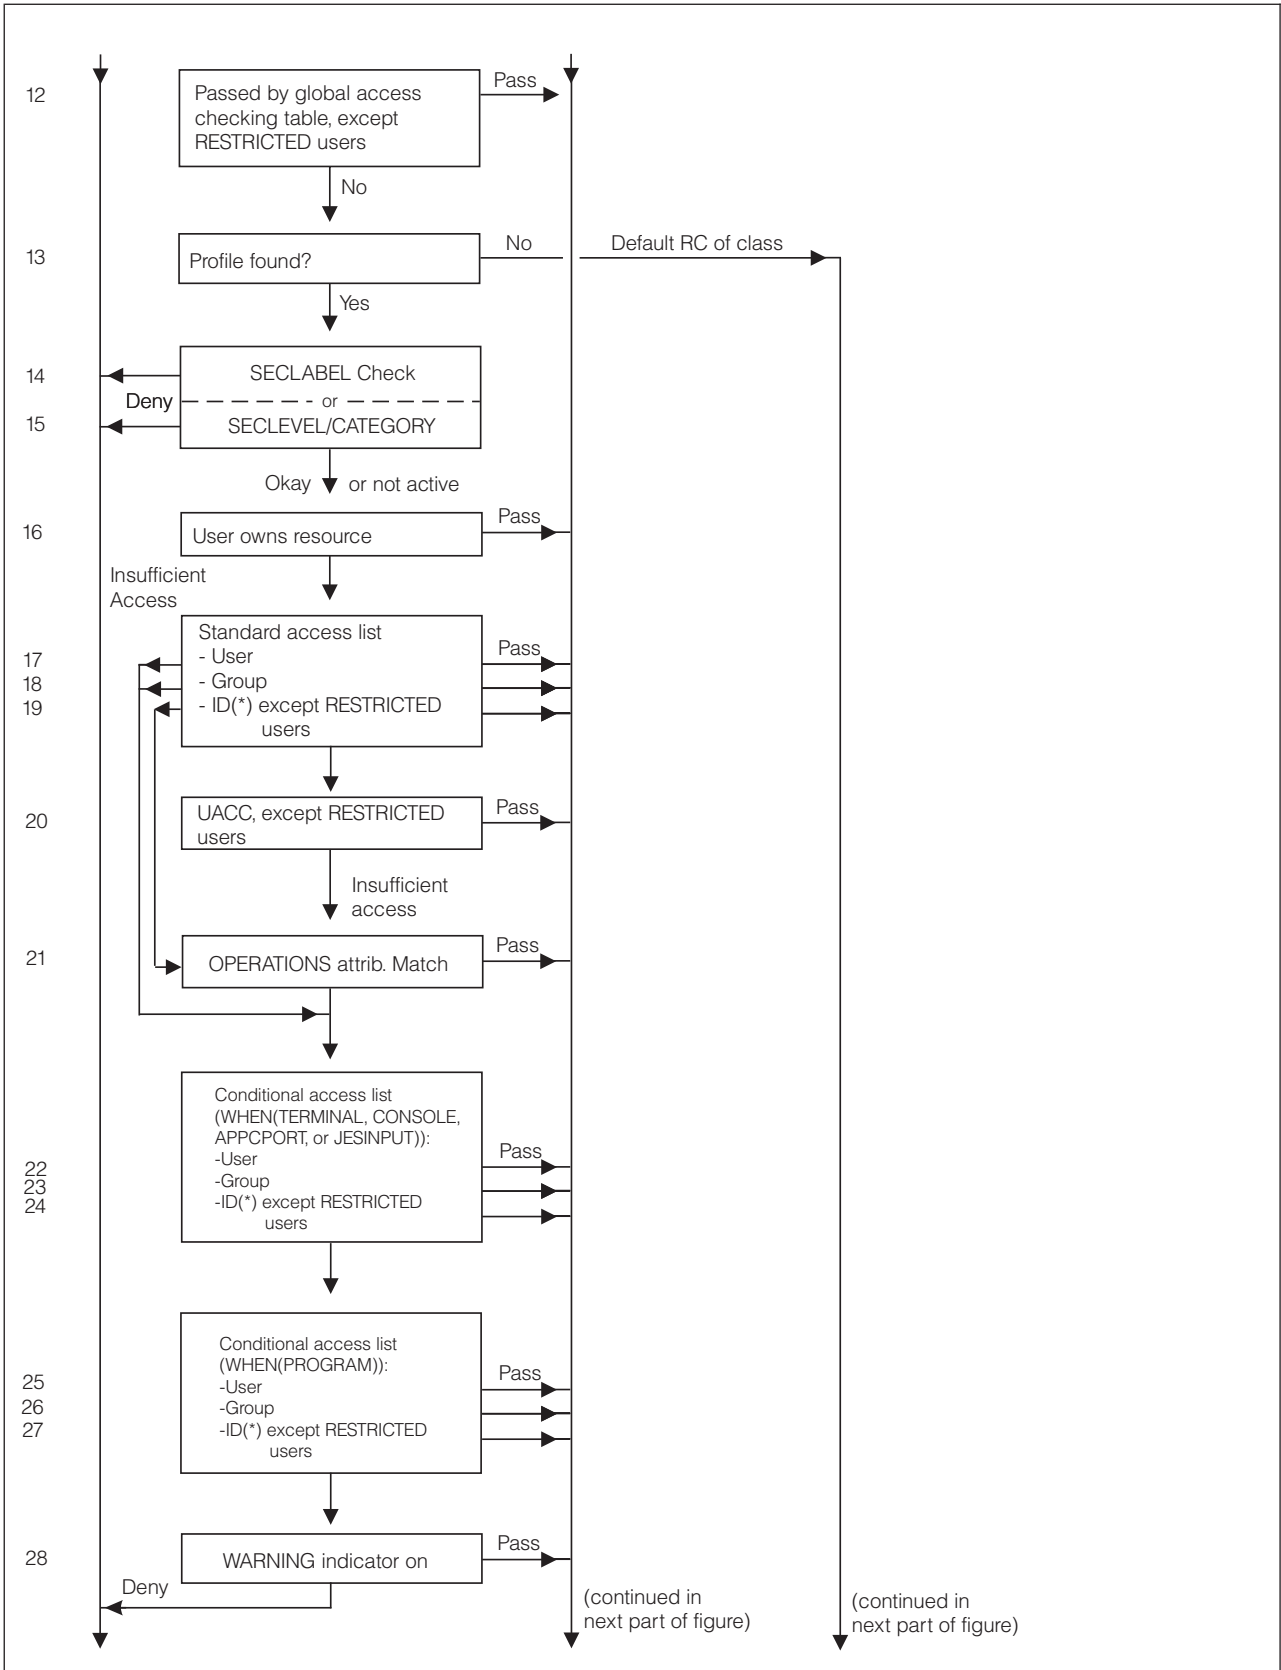 12
Passed by global access
checking table, except
RESTRICTED users
Pass
No
13
Profile found?
No
Default RC of class
Yes
14
SECLABEL Check
Deny
or
15
SECLEVEL/CATEGORY
Okay or not active
16
User owns resource
Pass
Insufficient
Access
Standard access list
17
- User
Pass
18
- Group
19
- ID(*) except RESTRICTED
users
20
UACC, except RESTRICTED
users
Pass
Insufficient
access
21
OPERATIONS attrib. Match
Pass
Conditional access list
(WHEN(TERMINAL, CONSOLE,
APPCPORT, or JESINPUT)):
22
-User
Pass
23
-Group
24
-ID(*) except RESTRICTED
users
Conditional access list
(WHEN(PROGRAM)):
25
-User
Pass
26
-Group
27
-ID(*) except RESTRICTED
users
28
WARNING indicator on
Pass
Deny
(continued in
next part of figure)
(continued in
next part of figure)